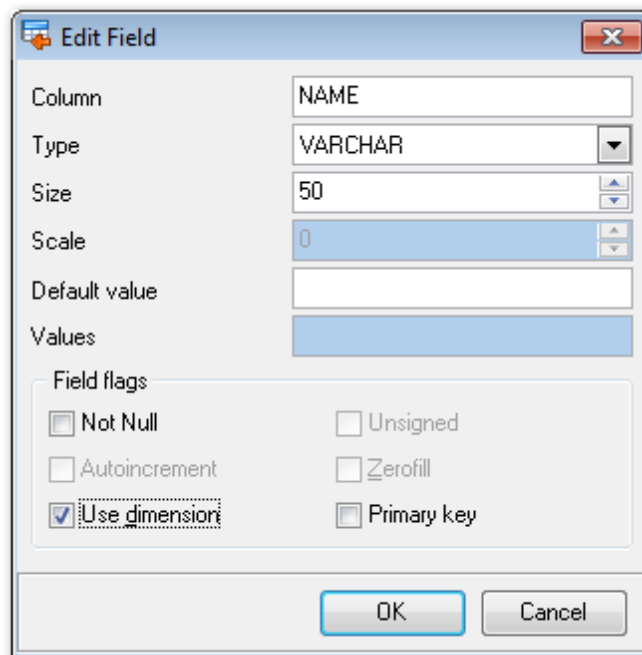 Edit Field
Column NAME
Type VARCHAR
Size 50
Scale 0
Default value
Values
Field flags
Not Null Unsigned
Autoincrement Zerofill
Use dimension Primary key
OK Cancel